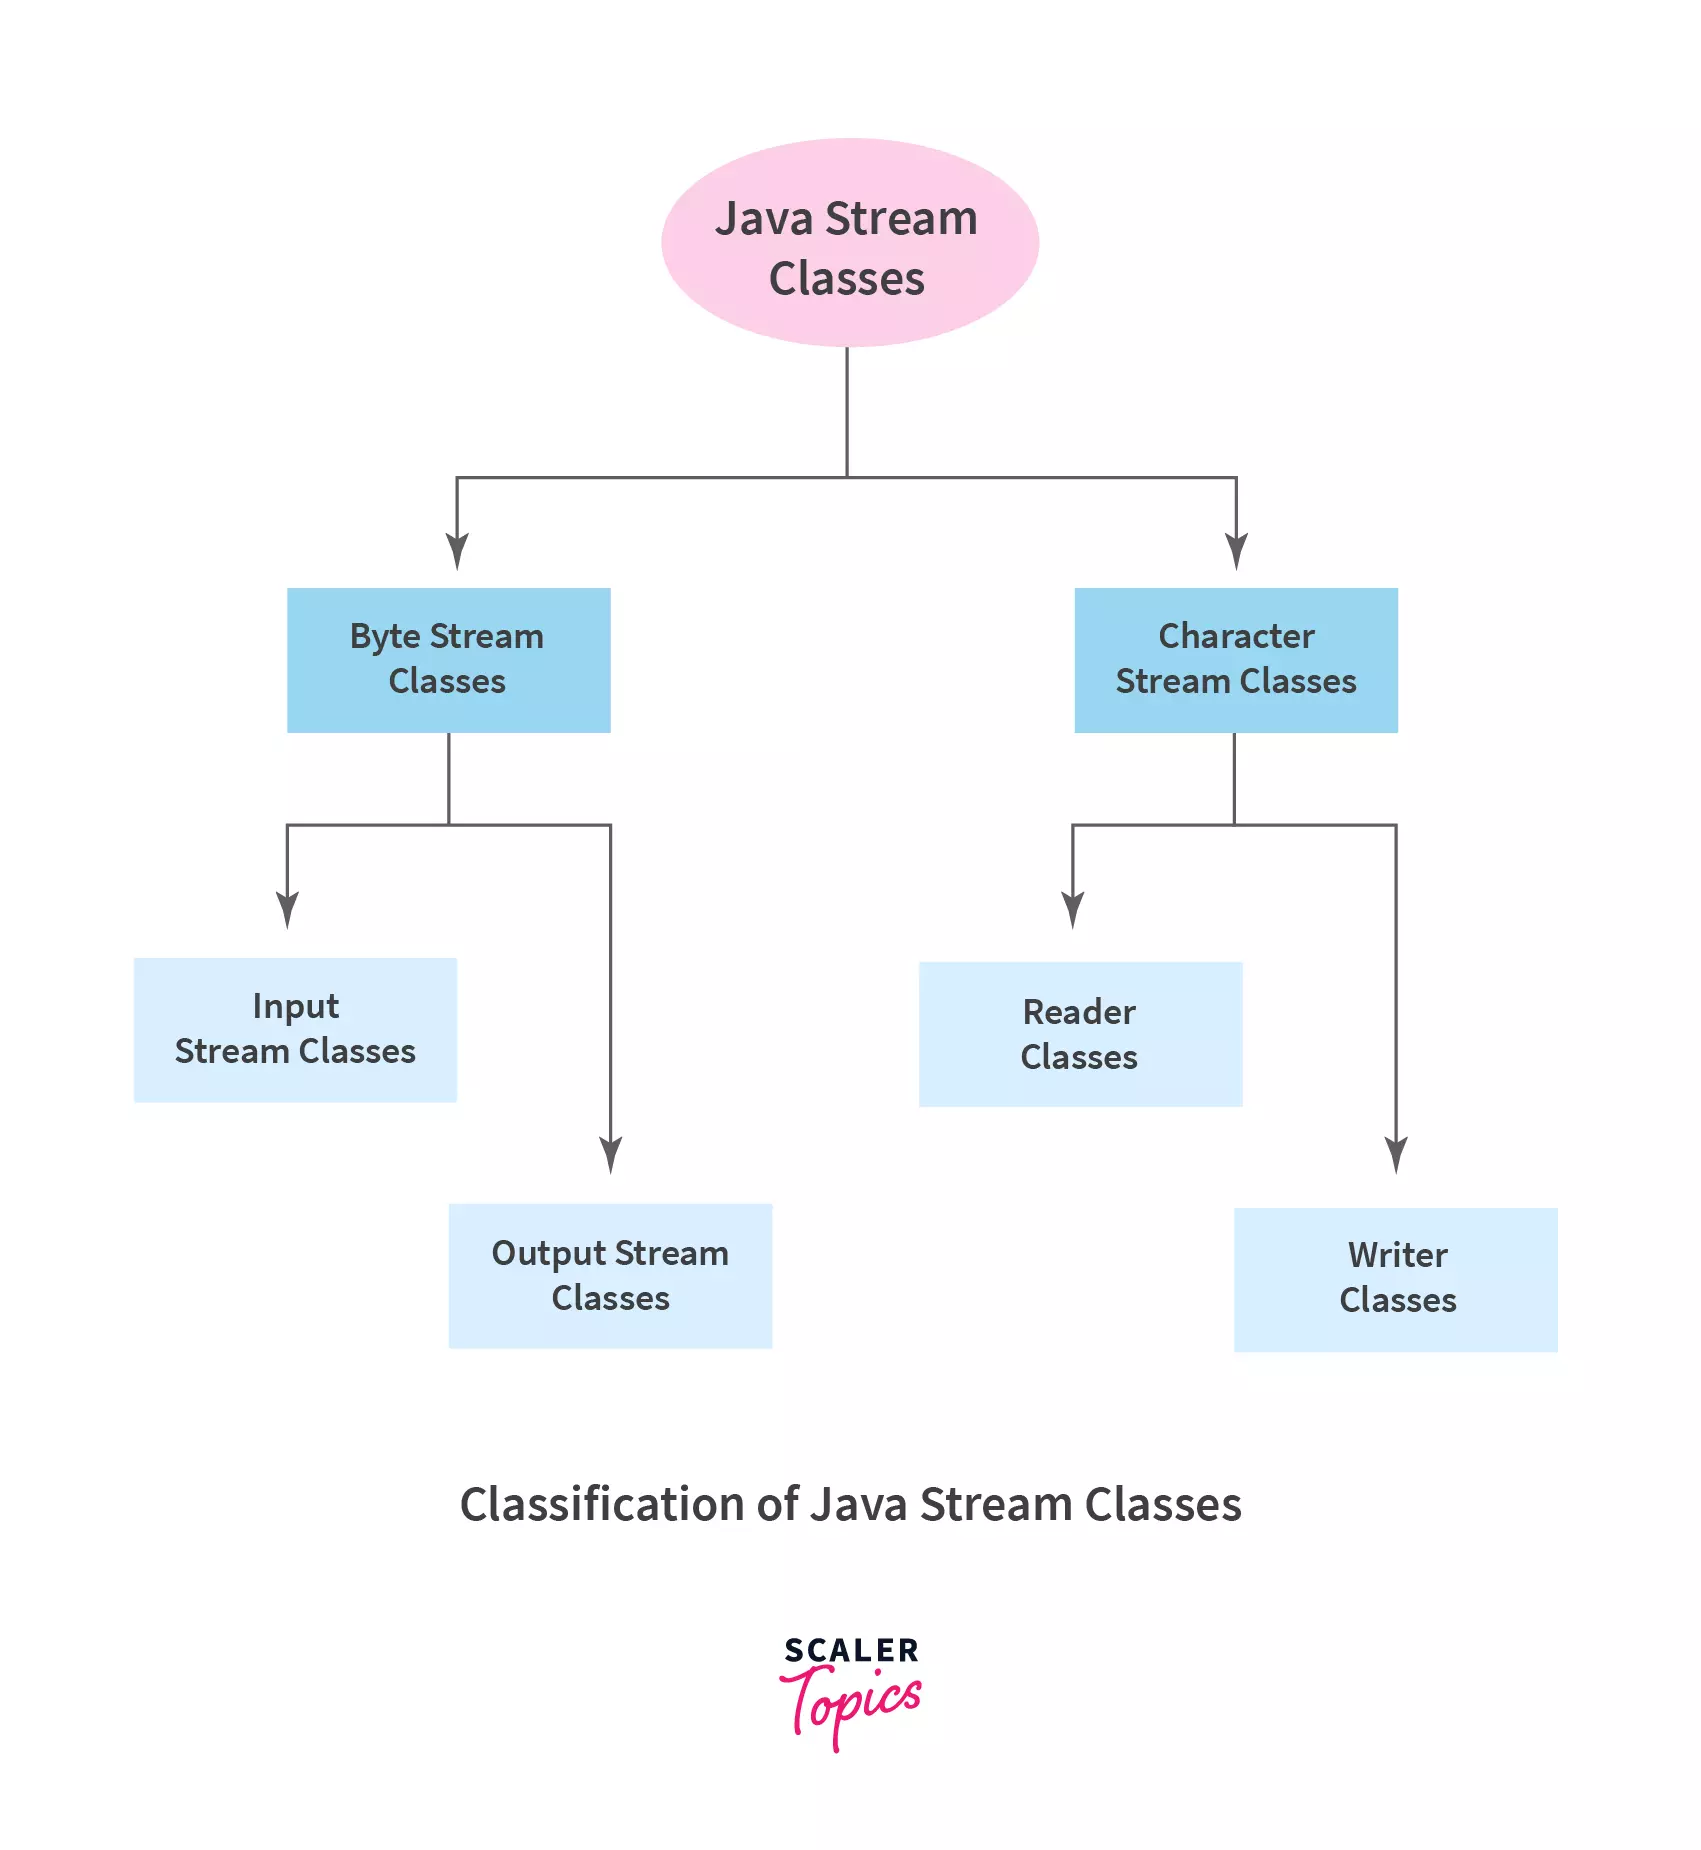 Java Stream
Classes
Byte Stream
Classes
Character
Stream Classes
Input
Stream Classes
Reader
Classes
Output Stream
Classes
Writer
Classes
Classification of Java Stream Classes
SCALER
Topics